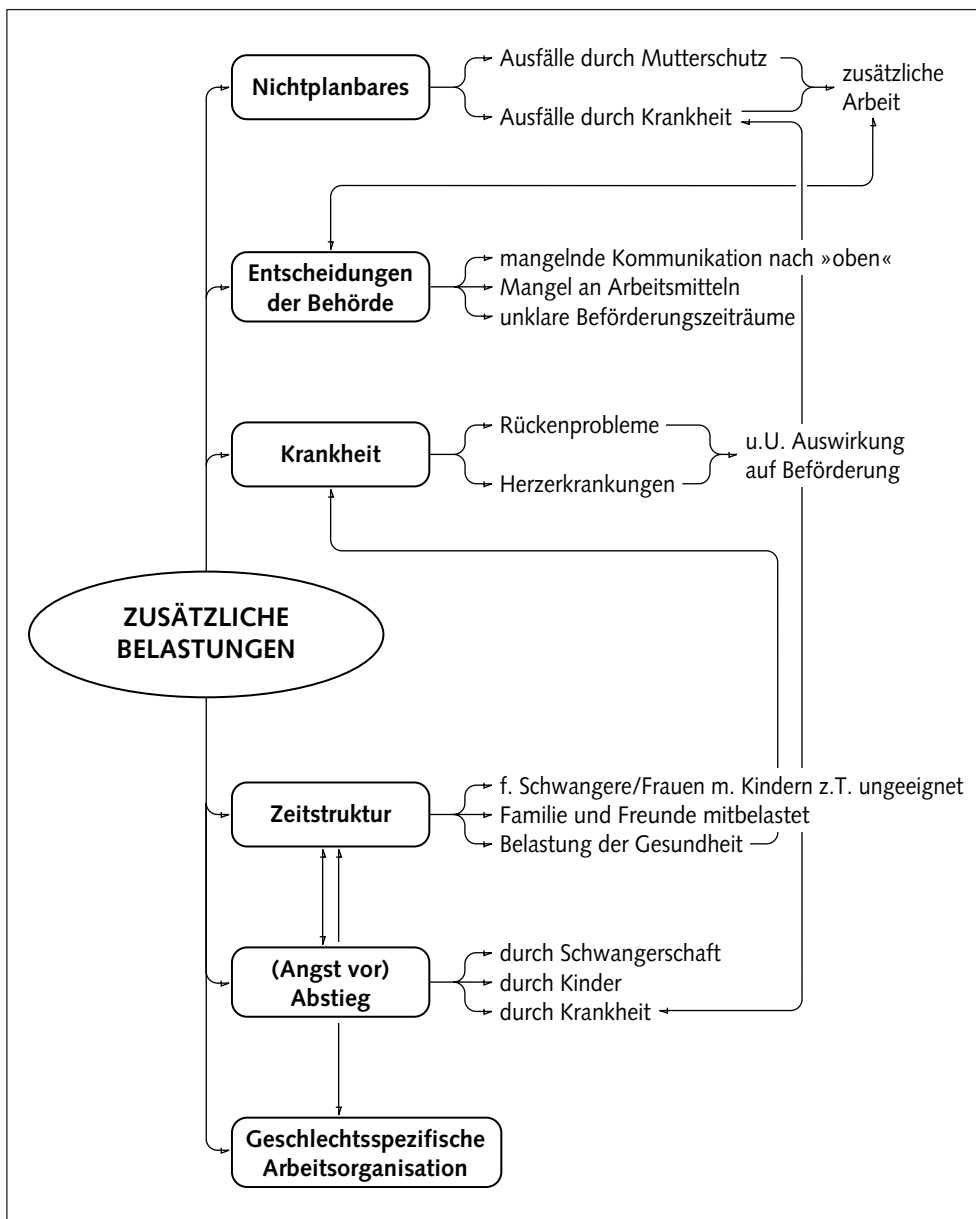 Nichtplanbares
Ausfälle durch Mutterschutz
Ausfälle durch Krankheit
zusätzliche
Arbeit
Entscheidungen
der Behörde
mangelnde Kommunikation nach »oben«
Mangel an Arbeitsmitteln
unklare Beförderungszeiträume
Krankheit
Rückenprobleme
Herzerkrankungen
u.U. Auswirkung
auf Beförderung
ZUSÄTZLICHE
BELASTUNGEN
Zeitstruktur
f. Schwangere/Frauen m. Kindern z.T. ungeeignet
Familie und Freunde mitbelastet
Belastung der Gesundheit
(Angst vor)
Abstieg
durch Schwangerschaft
durch Kinder
durch Krankheit
Geschlechtsspezifische
Arbeitsorganisation